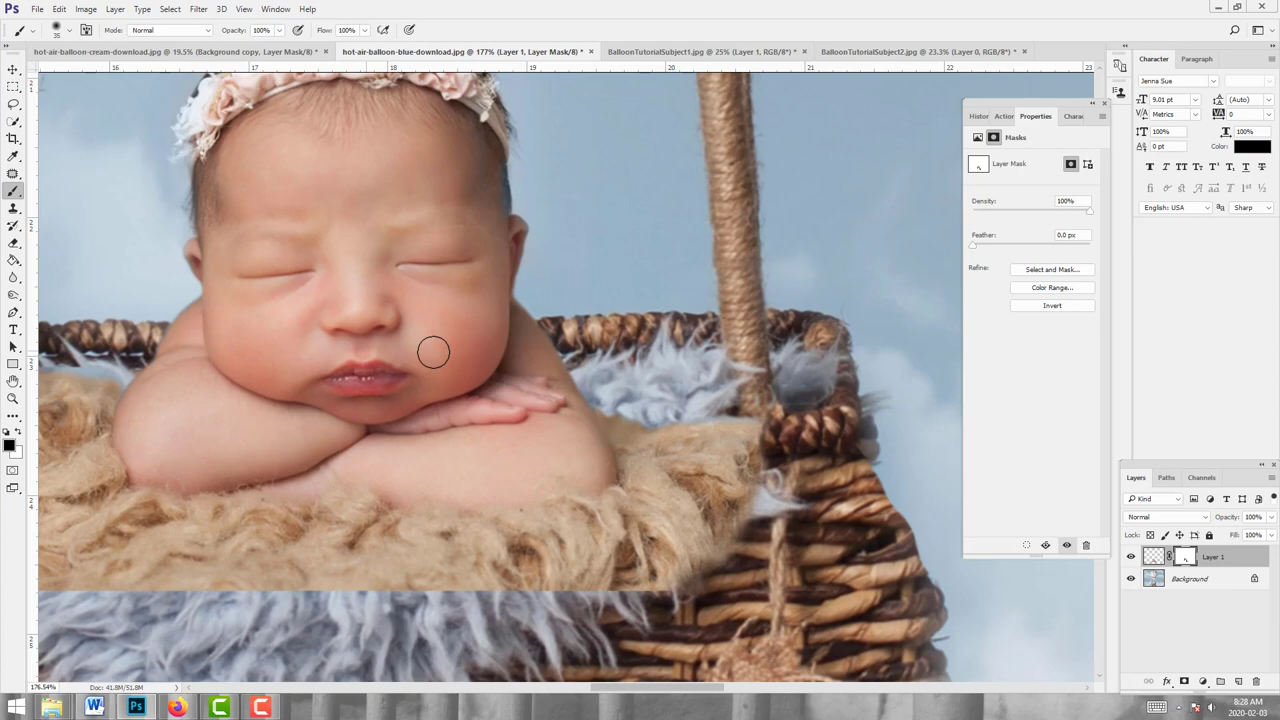 Ps File Edit Image Layer Type Select Filter 3D View Window Help
35 Mode: Normal Opacity: 100% Flow: 100%
hot-air-balloon-cream-download.jpg @ 19.5% (Background copy, Layer Mask/8) * × hot-air-balloon-blue-download.jpg @ 177% (Layer 1, Layer Mask/8) * × BalloonTutorialSubject1.jpg @ 25% (Layer 1, RGB/8*) * × BalloonTutorialSubject2.jpg @ 23.3% (Layer 0, RGB/8*) * ×
16 17 18 19 20 21 22 23
Character Paragraph
Jenna Sue
9.01 pt (Auto)
Metrics 0
100% 100%
0 pt Color:
English: USA Sharp
Histor Action Properties Charac
Masks
Layer Mask
Density: 100%
Feather: 0.0 px
Refine: Select and Mask...
Color Range...
Invert
Layers Paths Channels
Kind
Normal Opacity: 100%
Lock: Fill: 100%
Layer 1
Background
176.54% Doc: 41.8M/51.8M
8:28 AM
2020-02-03